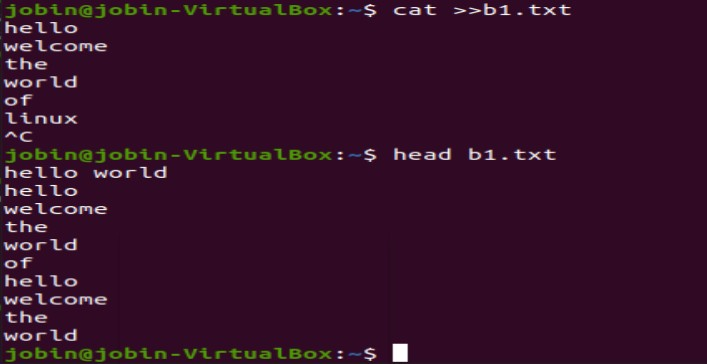 jobin@jobin-VirtualBox:~$ cat >>b1.txt
hello
welcome
the
world
of
linux
^C
jobin@jobin-VirtualBox:~$ head b1.txt
hello world
hello
welcome
the
world
of
hello
welcome
the
world
jobin@jobin-VirtualBox:~$